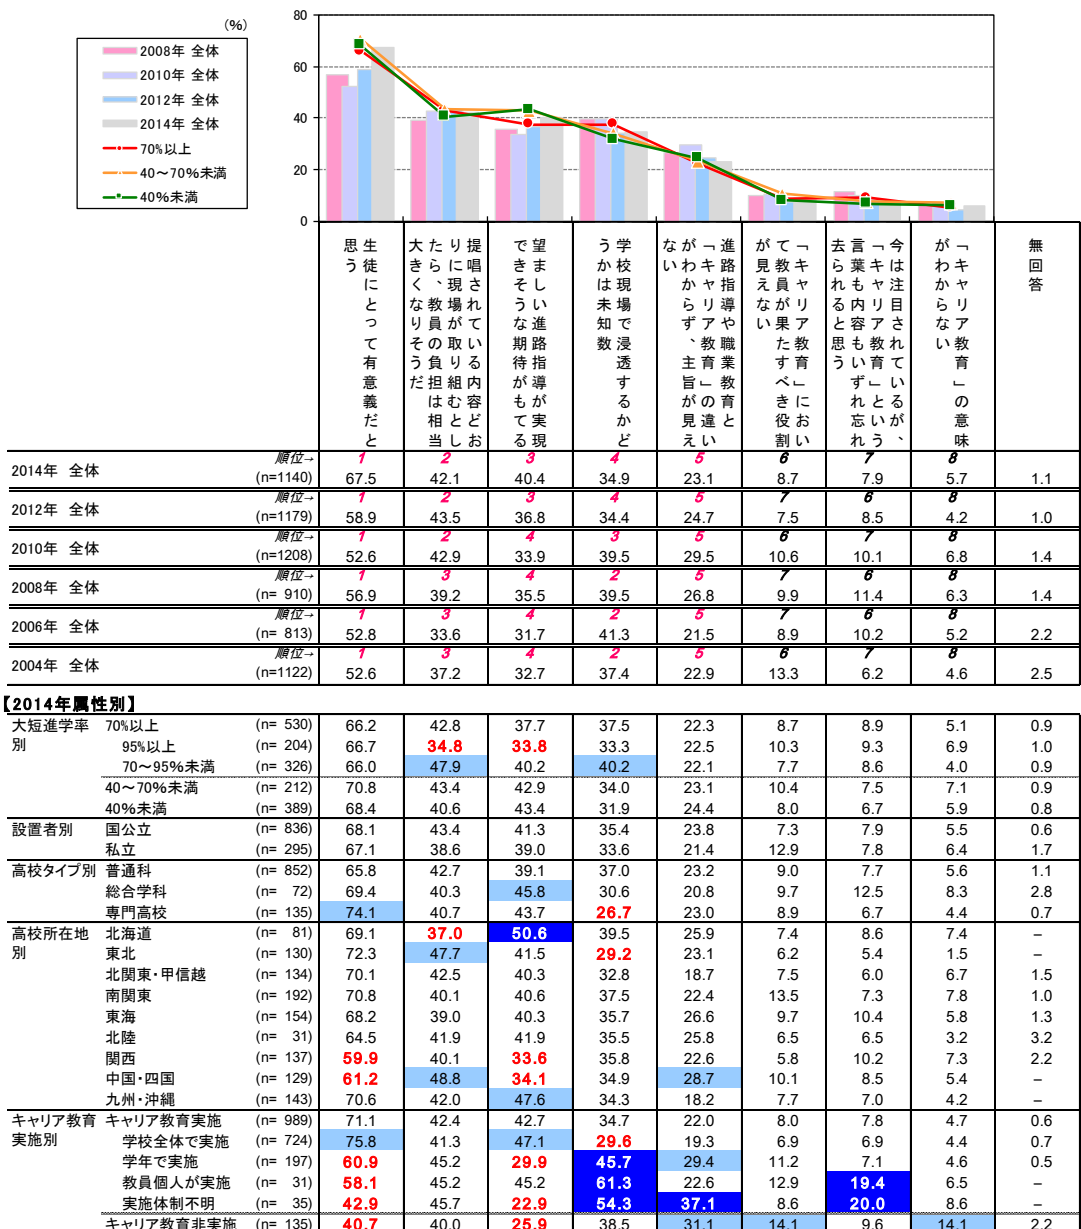 (%)
80
60
40
20
0
2008年 全体
2010年 全体
2012年 全体
2014年 全体
70%以上
40～70%未満
40%未満
生徒にとって有意義だと
思う
提唱されている内容どお
りに現場が取り組むとし
たら、教員の負担は相当
大きくなりそうだ
望ましい進路指導が実現
できそうな期待がもてる
学校現場で浸透するかど
うかは未知数
進路指導や職業教育と
「キャリア教育」の違い
がわからず、主旨が見え
ない
「キャリア教育」におい
て教員が果たすべき役割
が見えない
今は注目されているが、
「キャリア教育」という
言葉も内容もいずれ忘れ
去られると思う
「キャリア教育」の意味
がわからない
無回答
順位→ 1 2 3 4 5 6 7 8
2014年 全体 (n=1140) 67.5 42.1 40.4 34.9 23.1 8.7 7.9 5.7 1.1
順位→ 1 2 3 4 5 7 6 8
2012年 全体 (n=1179) 58.9 43.5 36.8 34.4 24.7 7.5 8.5 4.2 1.0
順位→ 1 2 4 3 5 6 7 8
2010年 全体 (n=1208) 52.6 42.9 33.9 39.5 29.5 10.6 10.1 6.8 1.4
順位→ 1 3 4 2 5 7 6 8
2008年 全体 (n= 910) 56.9 39.2 35.5 39.5 26.8 9.9 11.4 6.3 1.4
順位→ 1 3 4 2 5 7 6 8
2006年 全体 (n= 813) 52.8 33.6 31.7 41.3 21.5 8.9 10.2 5.2 2.2
順位→ 1 3 4 2 5 6 7 8
2004年 全体 (n=1122) 52.6 37.2 32.7 37.4 22.9 13.3 6.2 4.6 2.5
【2014年属性別】
大短進学率 70%以上 (n= 530) 66.2 42.8 37.7 37.5 22.3 8.7 8.9 5.1 0.9
別 95%以上 (n= 204) 66.7 34.8 33.8 33.3 22.5 10.3 9.3 6.9 1.0
70～95%未満 (n= 326) 66.0 47.9 40.2 40.2 22.1 7.7 8.6 4.0 0.9
40～70%未満 (n= 212) 70.8 43.4 42.9 34.0 23.1 10.4 7.5 7.1 0.9
40%未満 (n= 389) 68.4 40.6 43.4 31.9 24.4 8.0 6.7 5.9 0.8
設置者別 国公立 (n= 836) 68.1 43.4 41.3 35.4 23.8 7.3 7.9 5.5 0.6
私立 (n= 295) 67.1 38.6 39.0 33.6 21.4 12.9 7.8 6.4 1.7
高校タイプ別 普通科 (n= 852) 65.8 42.7 39.1 37.0 23.2 9.0 7.7 5.6 1.1
総合学科 (n= 72) 69.4 40.3 45.8 30.6 20.8 9.7 12.5 8.3 2.8
専門高校 (n= 135) 74.1 40.7 43.7 26.7 23.0 8.9 6.7 4.4 0.7
高校所在地 北海道 (n= 81) 69.1 37.0 50.6 39.5 25.9 7.4 8.6 7.4 –
別 東北 (n= 130) 72.3 47.7 41.5 29.2 23.1 6.2 5.4 1.5 –
北関東・甲信越 (n= 134) 70.1 42.5 40.3 32.8 18.7 7.5 6.0 6.7 1.5
南関東 (n= 192) 70.8 40.1 40.6 37.5 22.4 13.5 7.3 7.8 1.0
東海 (n= 154) 68.2 39.0 40.3 35.7 26.6 9.7 10.4 5.8 1.3
北陸 (n= 31) 64.5 41.9 41.9 35.5 25.8 6.5 6.5 3.2 3.2
関西 (n= 137) 59.9 40.1 33.6 35.8 22.6 5.8 10.2 7.3 2.2
中国・四国 (n= 129) 61.2 48.8 34.1 34.9 28.7 10.1 8.5 5.4 –
九州・沖縄 (n= 143) 70.6 42.0 47.6 34.3 18.2 7.7 7.0 4.2 –
キャリア教育 キャリア教育実施 (n= 989) 71.1 42.4 42.7 34.7 22.0 8.0 7.8 4.7 0.6
実施別 学校全体で実施 (n= 724) 75.8 41.3 47.1 29.6 19.3 6.9 6.9 4.4 0.7
学年で実施 (n= 197) 60.9 45.2 29.9 45.7 29.4 11.2 7.1 4.6 0.5
教員個人が実施 (n= 31) 58.1 45.2 45.2 61.3 22.6 12.9 19.4 6.5 –
実施体制不明 (n= 35) 42.9 45.7 22.9 54.3 37.1 8.6 20.0 8.6 –
キャリア教育非実施 (n= 135) 40.7 40.0 25.9 38.5 31.1 14.1 9.6 14.1 2.2